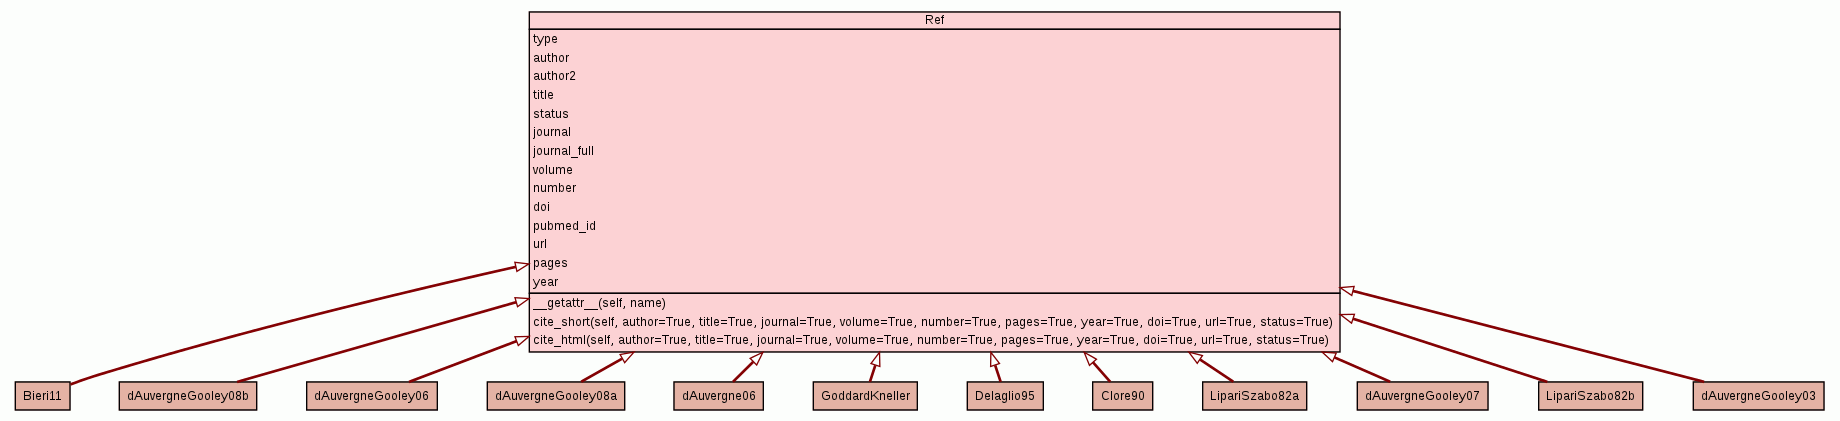 Ref
type
author
author2
title
status
journal
journal_full
volume
number
doi
pubmed_id
url
pages
year
__getattr__(self, name)
cite_short(self, author=True, title=True, journal=True, volume=True, number=True, pages=True, year=True, doi=True, url=True, status=True)
cite_html(self, author=True, title=True, journal=True, volume=True, number=True, pages=True, year=True, doi=True, url=True, status=True)
Bieri11 dAuvergneGooley08b dAuvergneGooley06 dAuvergneGooley08a dAuvergne06 GoddardKneller Delaglio95 Clore90 LipariSzabo82a dAuvergneGooley07 LipariSzabo82b dAuvergneGooley03